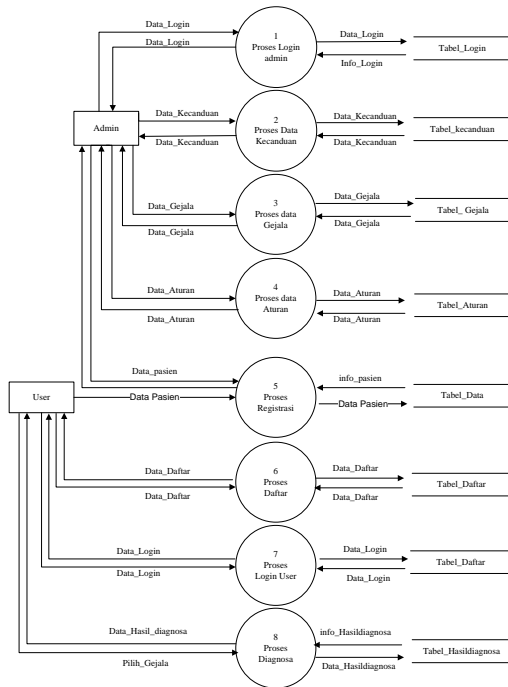 Data_Login
Data_Login
1
Proses Login
admin
Data_Login
Info_Login
Tabel_Login
Admin
Data_Kecanduan
Data_Kecanduan
2
Proses Data
Kecanduan
Data_Kecanduan
Data_Kecanduan
Tabel_kecanduan
Data_Gejala
Data_Gejala
3
Proses data
Gejala
Data_Gejala
Data_Gejala
Tabel_ Gejala
Data_Aturan
Data_Aturan
4
Proses data
Aturan
Data_Aturan
Data_Aturan
Tabel_Aturan
User
Data_pasien
Data Pasien
5
Proses
Registrasi
info_pasien
Data Pasien
Tabel_Data
Data_Daftar
Data_Daftar
6
Proses
Daftar
Data_Daftar
Data_Daftar
Tabel_Daftar
Data_Login
Data_Login
7
Proses
Login User
Data_Login
Data_Login
Tabel_Daftar
Data_Hasil_diagnosa
Pilih_Gejala
8
Proses
Diagnosa
info_Hasildiagnosa
Data_Hasildiagnosa
Tabel_Hasildiagnosa